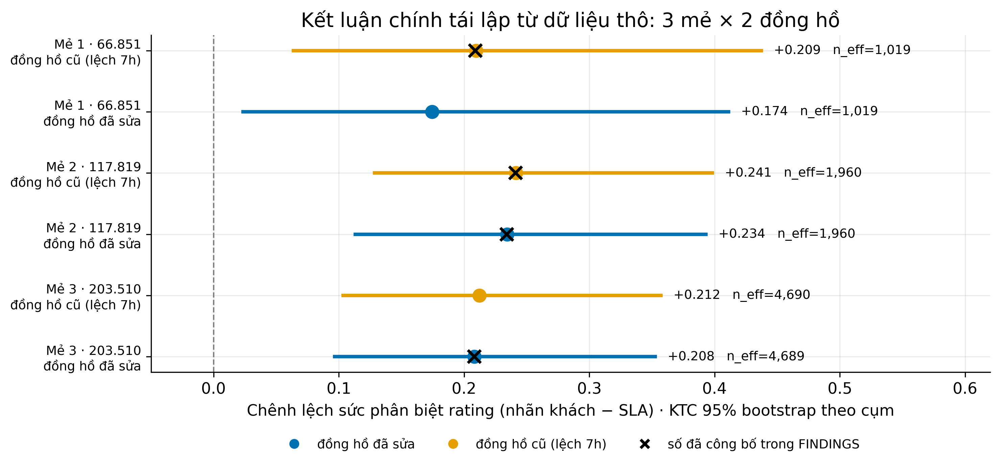 Kết luận chính tái lập từ dữ liệu thô: 3 mẻ × 2 đồng hồ
Mẻ 1 · 66.851
đồng hồ cũ (lệch 7h)
+0.209 n_eff=1,019
Mẻ 1 · 66.851
đồng hồ đã sửa
+0.174 n_eff=1,019
Mẻ 2 · 117.819
đồng hồ cũ (lệch 7h)
+0.241 n_eff=1,960
Mẻ 2 · 117.819
đồng hồ đã sửa
+0.234 n_eff=1,960
Mẻ 3 · 203.510
đồng hồ cũ (lệch 7h)
+0.212 n_eff=4,690
Mẻ 3 · 203.510
đồng hồ đã sửa
+0.208 n_eff=4,689
0.0 0.1 0.2 0.3 0.4 0.5 0.6
Chênh lệch sức phân biệt rating (nhãn khách − SLA) · KTC 95% bootstrap theo cụm
đồng hồ đã sửa đồng hồ cũ (lệch 7h) số đã công bố trong FINDINGS